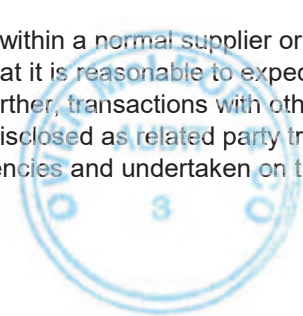 within a normal supplier or
at it is reasonable to expec
rther, transactions with oth
isclosed as related party tr
encies and undertaken on t
3